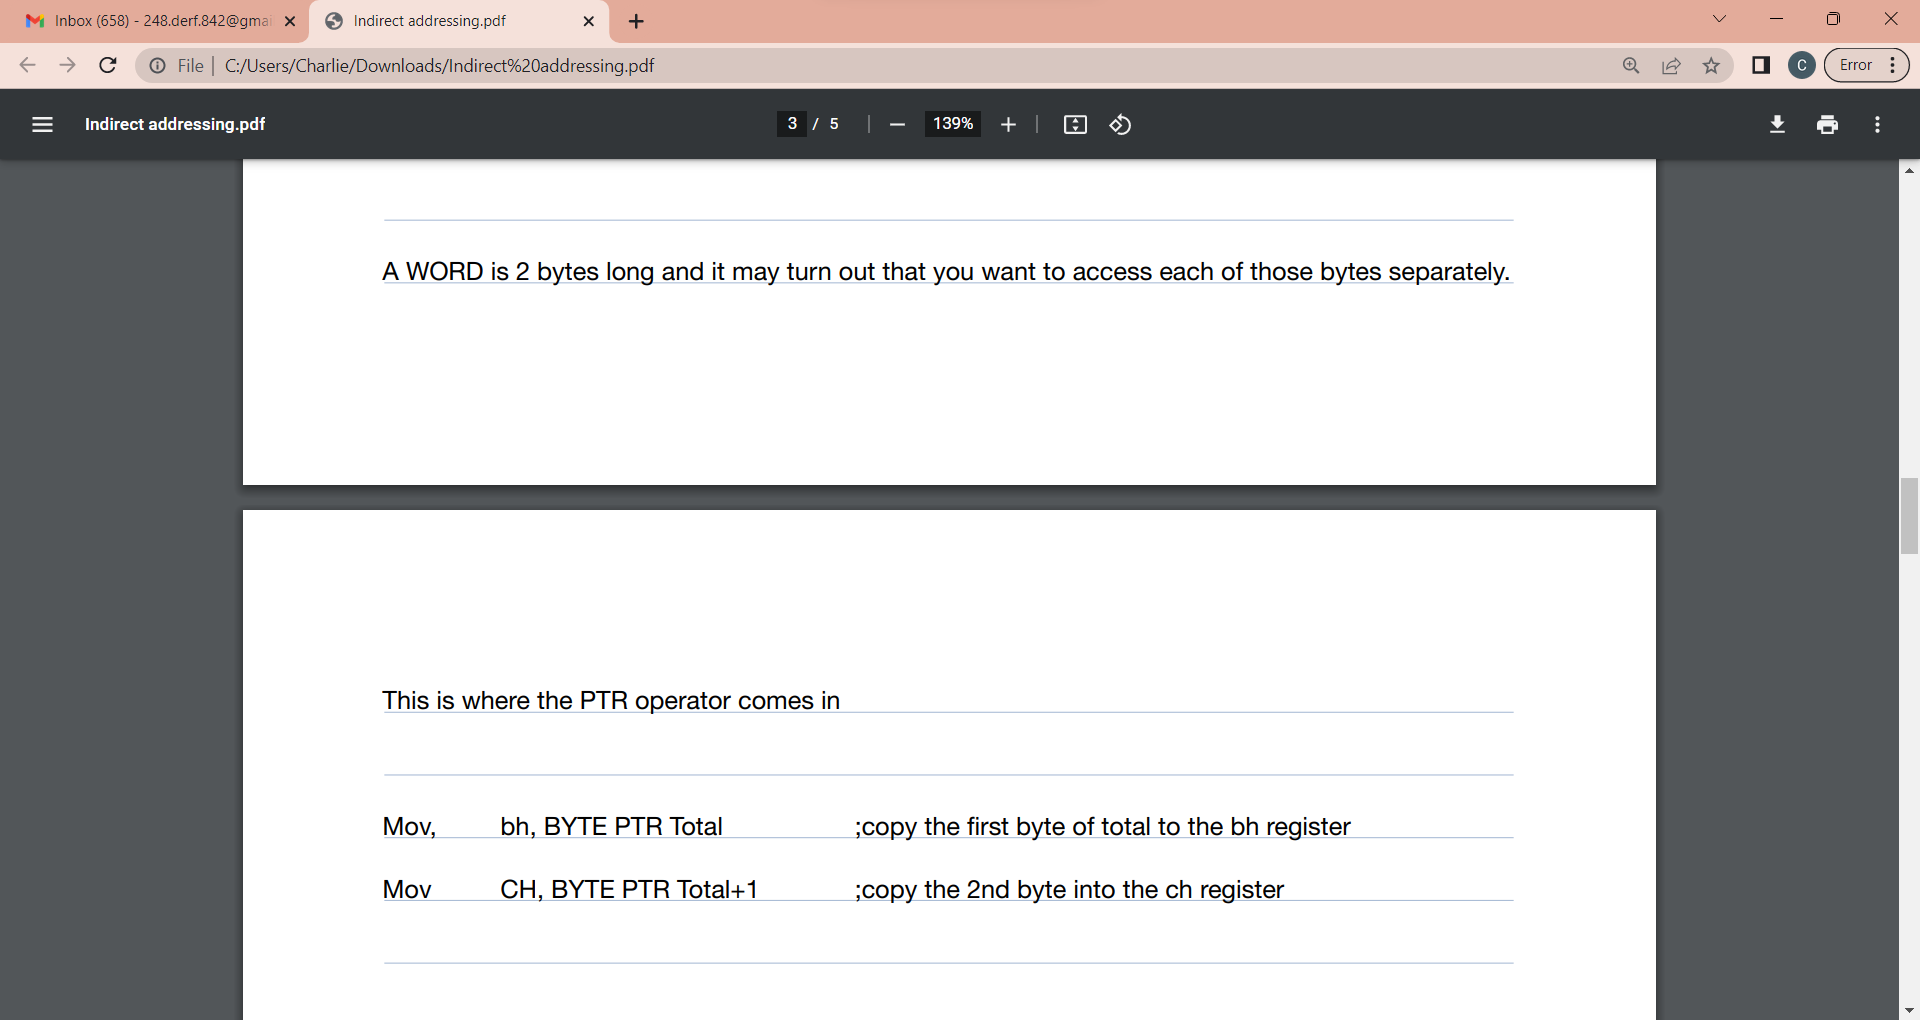 Inbox (658) - 248.derf.842@gmai
Indirect addressing.pdf
File
C:/Users/Charlie/Downloads/Indirect%20addressing.pdf
C
Error
Indirect addressing.pdf
3 / 5
139%
A WORD is 2 bytes long and it may turn out that you want to access each of those bytes separately.
This is where the PTR operator comes in
Mov, bh, BYTE PTR Total ;copy the first byte of total to the bh register
Mov CH, BYTE PTR Total+1 ;copy the 2nd byte into the ch register